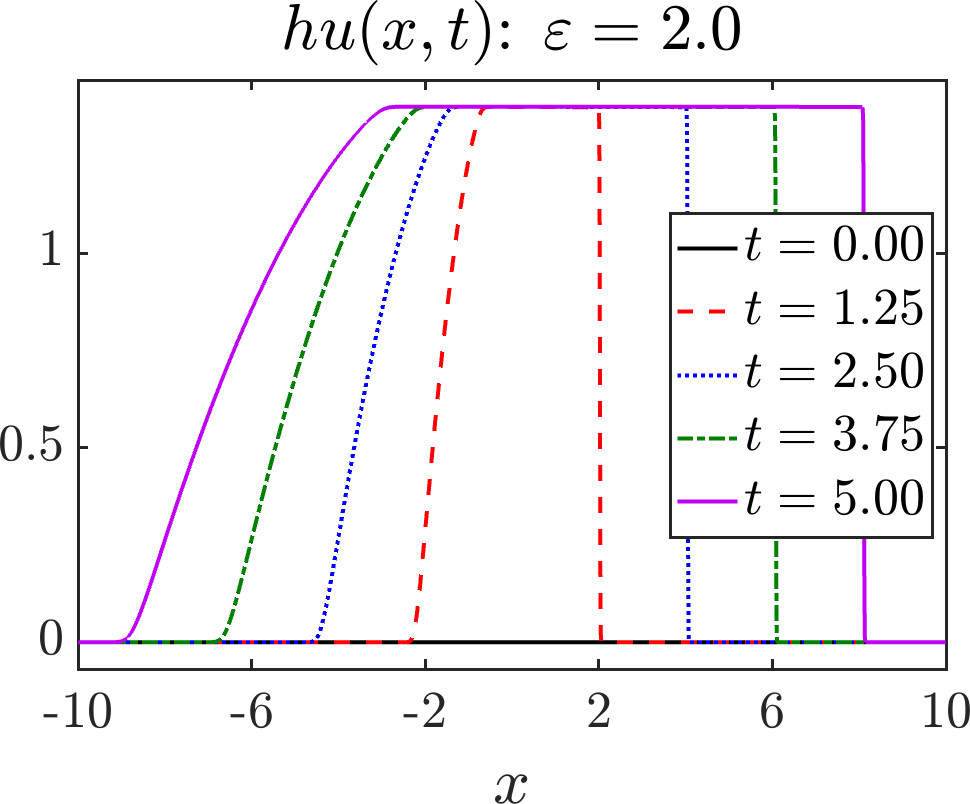 hu(x, t): ε = 2.0
1
0.5
0
-10 -6 -2 2 6 10
x
t = 0.00
t = 1.25
t = 2.50
t = 3.75
t = 5.00